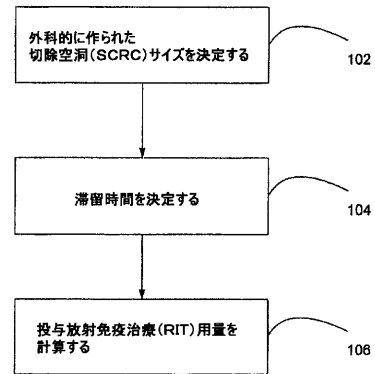 外科的に作られた
切除空洞(SCRC)サイズを決定する
102
滞留時間を決定する
104
投与放射免疫治療(RIT)用量を
計算する
106